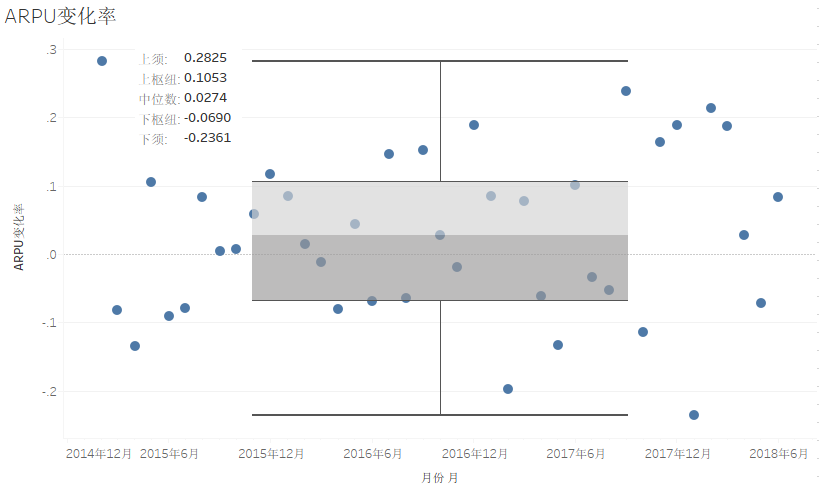 ARPU变化率
.3
上须: 0.2825
上枢纽: 0.1053
中位数: 0.0274
下枢纽: -0.0690
下须: -0.2361
.2
.1
.0
-.1
-.2
ARPU变化率
2014年12月 2015年6月 2015年12月 2016年6月 2016年12月 2017年6月 2017年12月 2018年6月
月份 月